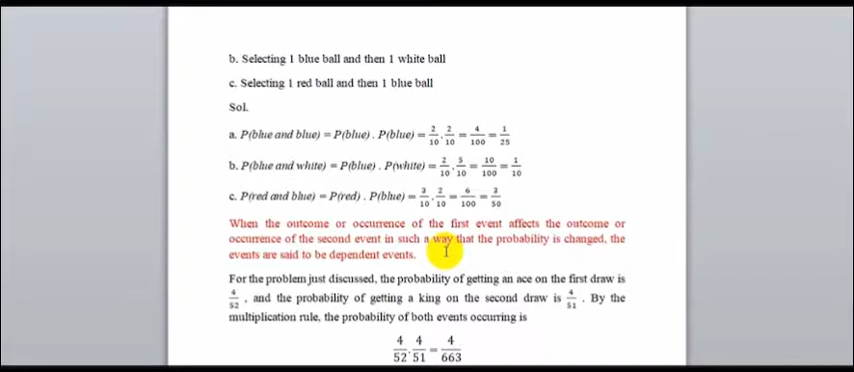 b. Selecting 1 blue ball and then 1 white ball
c. Selecting 1 red ball and then 1 blue ball
Sol.
a. P(blue and blue) = P(blue) . P(blue) = 2/10 . 2/10 = 4/100 = 1/25
b. P(blue and white) = P(blue) . P(white) = 2/10 . 5/10 = 10/100 = 1/10
c. P(red and blue) = P(red) . P(blue) = 3/10 . 2/10 = 6/100 = 3/50
When the outcome or occurrence of the first event affects the outcome or
occurrence of the second event in such a way that the probability is changed, the
events are said to be dependent events.
For the problem just discussed, the probability of getting an ace on the first draw is
4/52 , and the probability of getting a king on the second draw is 4/51 . By the
multiplication rule, the probability of both events occurring is
4/52 . 4/51 = 4/663